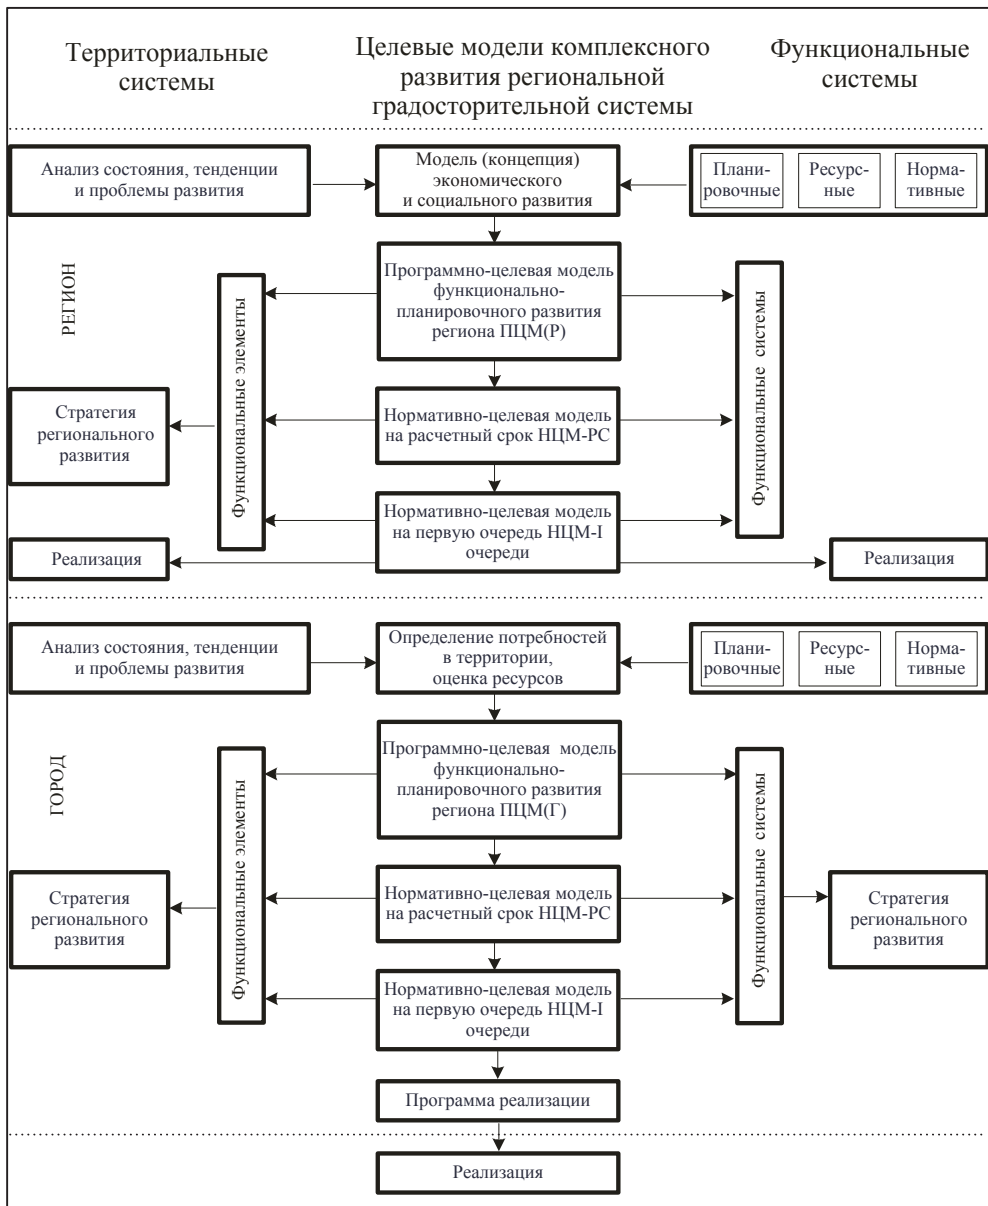 Территориальные
системы
Целевые модели комплексного
развития региональной
градосторительной системы
Функциональные
системы
Анализ состояния, тенденции
и проблемы развития
Модель (концепция)
экономического
и социального развития
Плани-
ровочные
Ресурс-
ные
Норма-
тивные
РЕГИОН
Функциональные элементы
Программно-целевая модель
функционально-
планировочного развития
региона ПЦМ(Р)
Функциональные системы
Стратегия
регионального
развития
Нормативно-целевая модель
на расчетный срок НЦМ-РС
Нормативно-целевая модель
на первую очередь НЦМ-I
очереди
Реализация
Реализация
Анализ состояния, тенденции
и проблемы развития
Определение потребностей
в территории,
оценка ресурсов
Плани-
ровочные
Ресурс-
ные
Норма-
тивные
ГОРОД
Функциональные элементы
Программно-целевая модель
функционально-
планировочного развития
региона ПЦМ(Г)
Функциональные системы
Стратегия
регионального
развития
Нормативно-целевая модель
на расчетный срок НЦМ-РС
Стратегия
регионального
развития
Нормативно-целевая модель
на первую очередь НЦМ-I
очереди
Программа реализации
Реализация